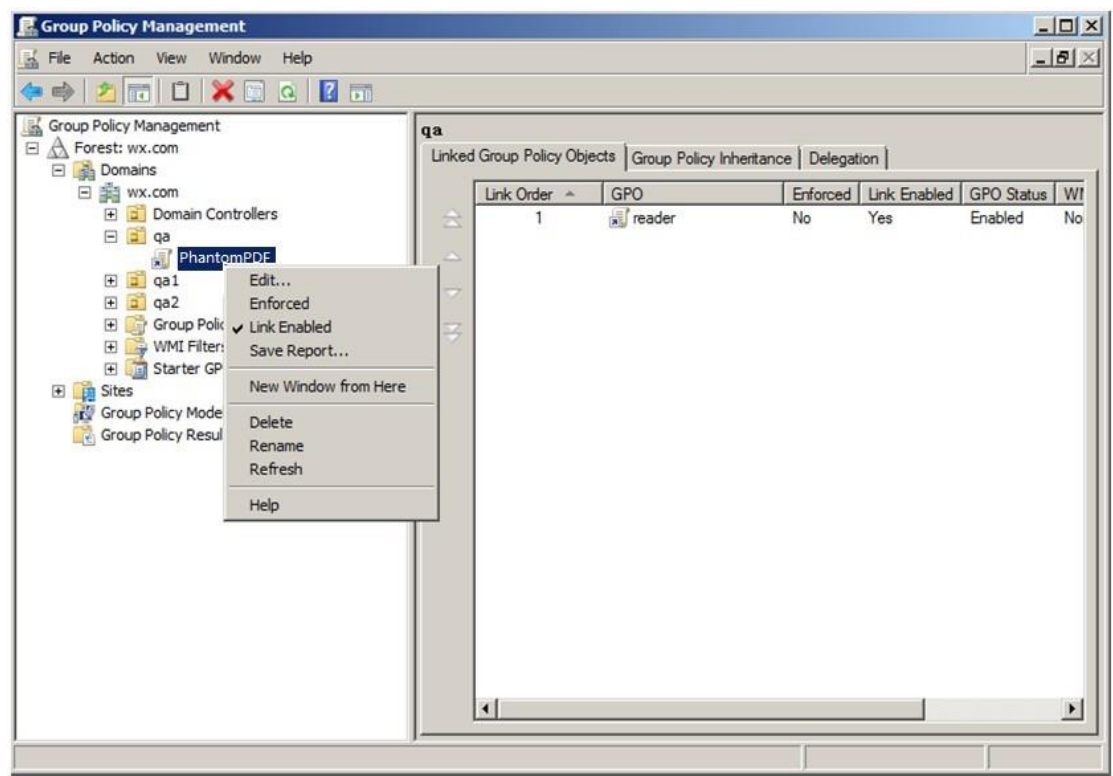 Group Policy Management
File Action View Window Help
Group Policy Management
Forest: wx.com
Domains
wx.com
Domain Controllers
qa
PhantomPDF
qa1
qa2
Group Polic
WMI Filters
Starter GP
Sites
Group Policy Mode
Group Policy Resul
Edit...
Enforced
Link Enabled
Save Report...
New Window from Here
Delete
Rename
Refresh
Help
qa
Linked Group Policy Objects Group Policy Inheritance Delegation
Link Order GPO Enforced Link Enabled GPO Status WI
1 reader No Yes Enabled No